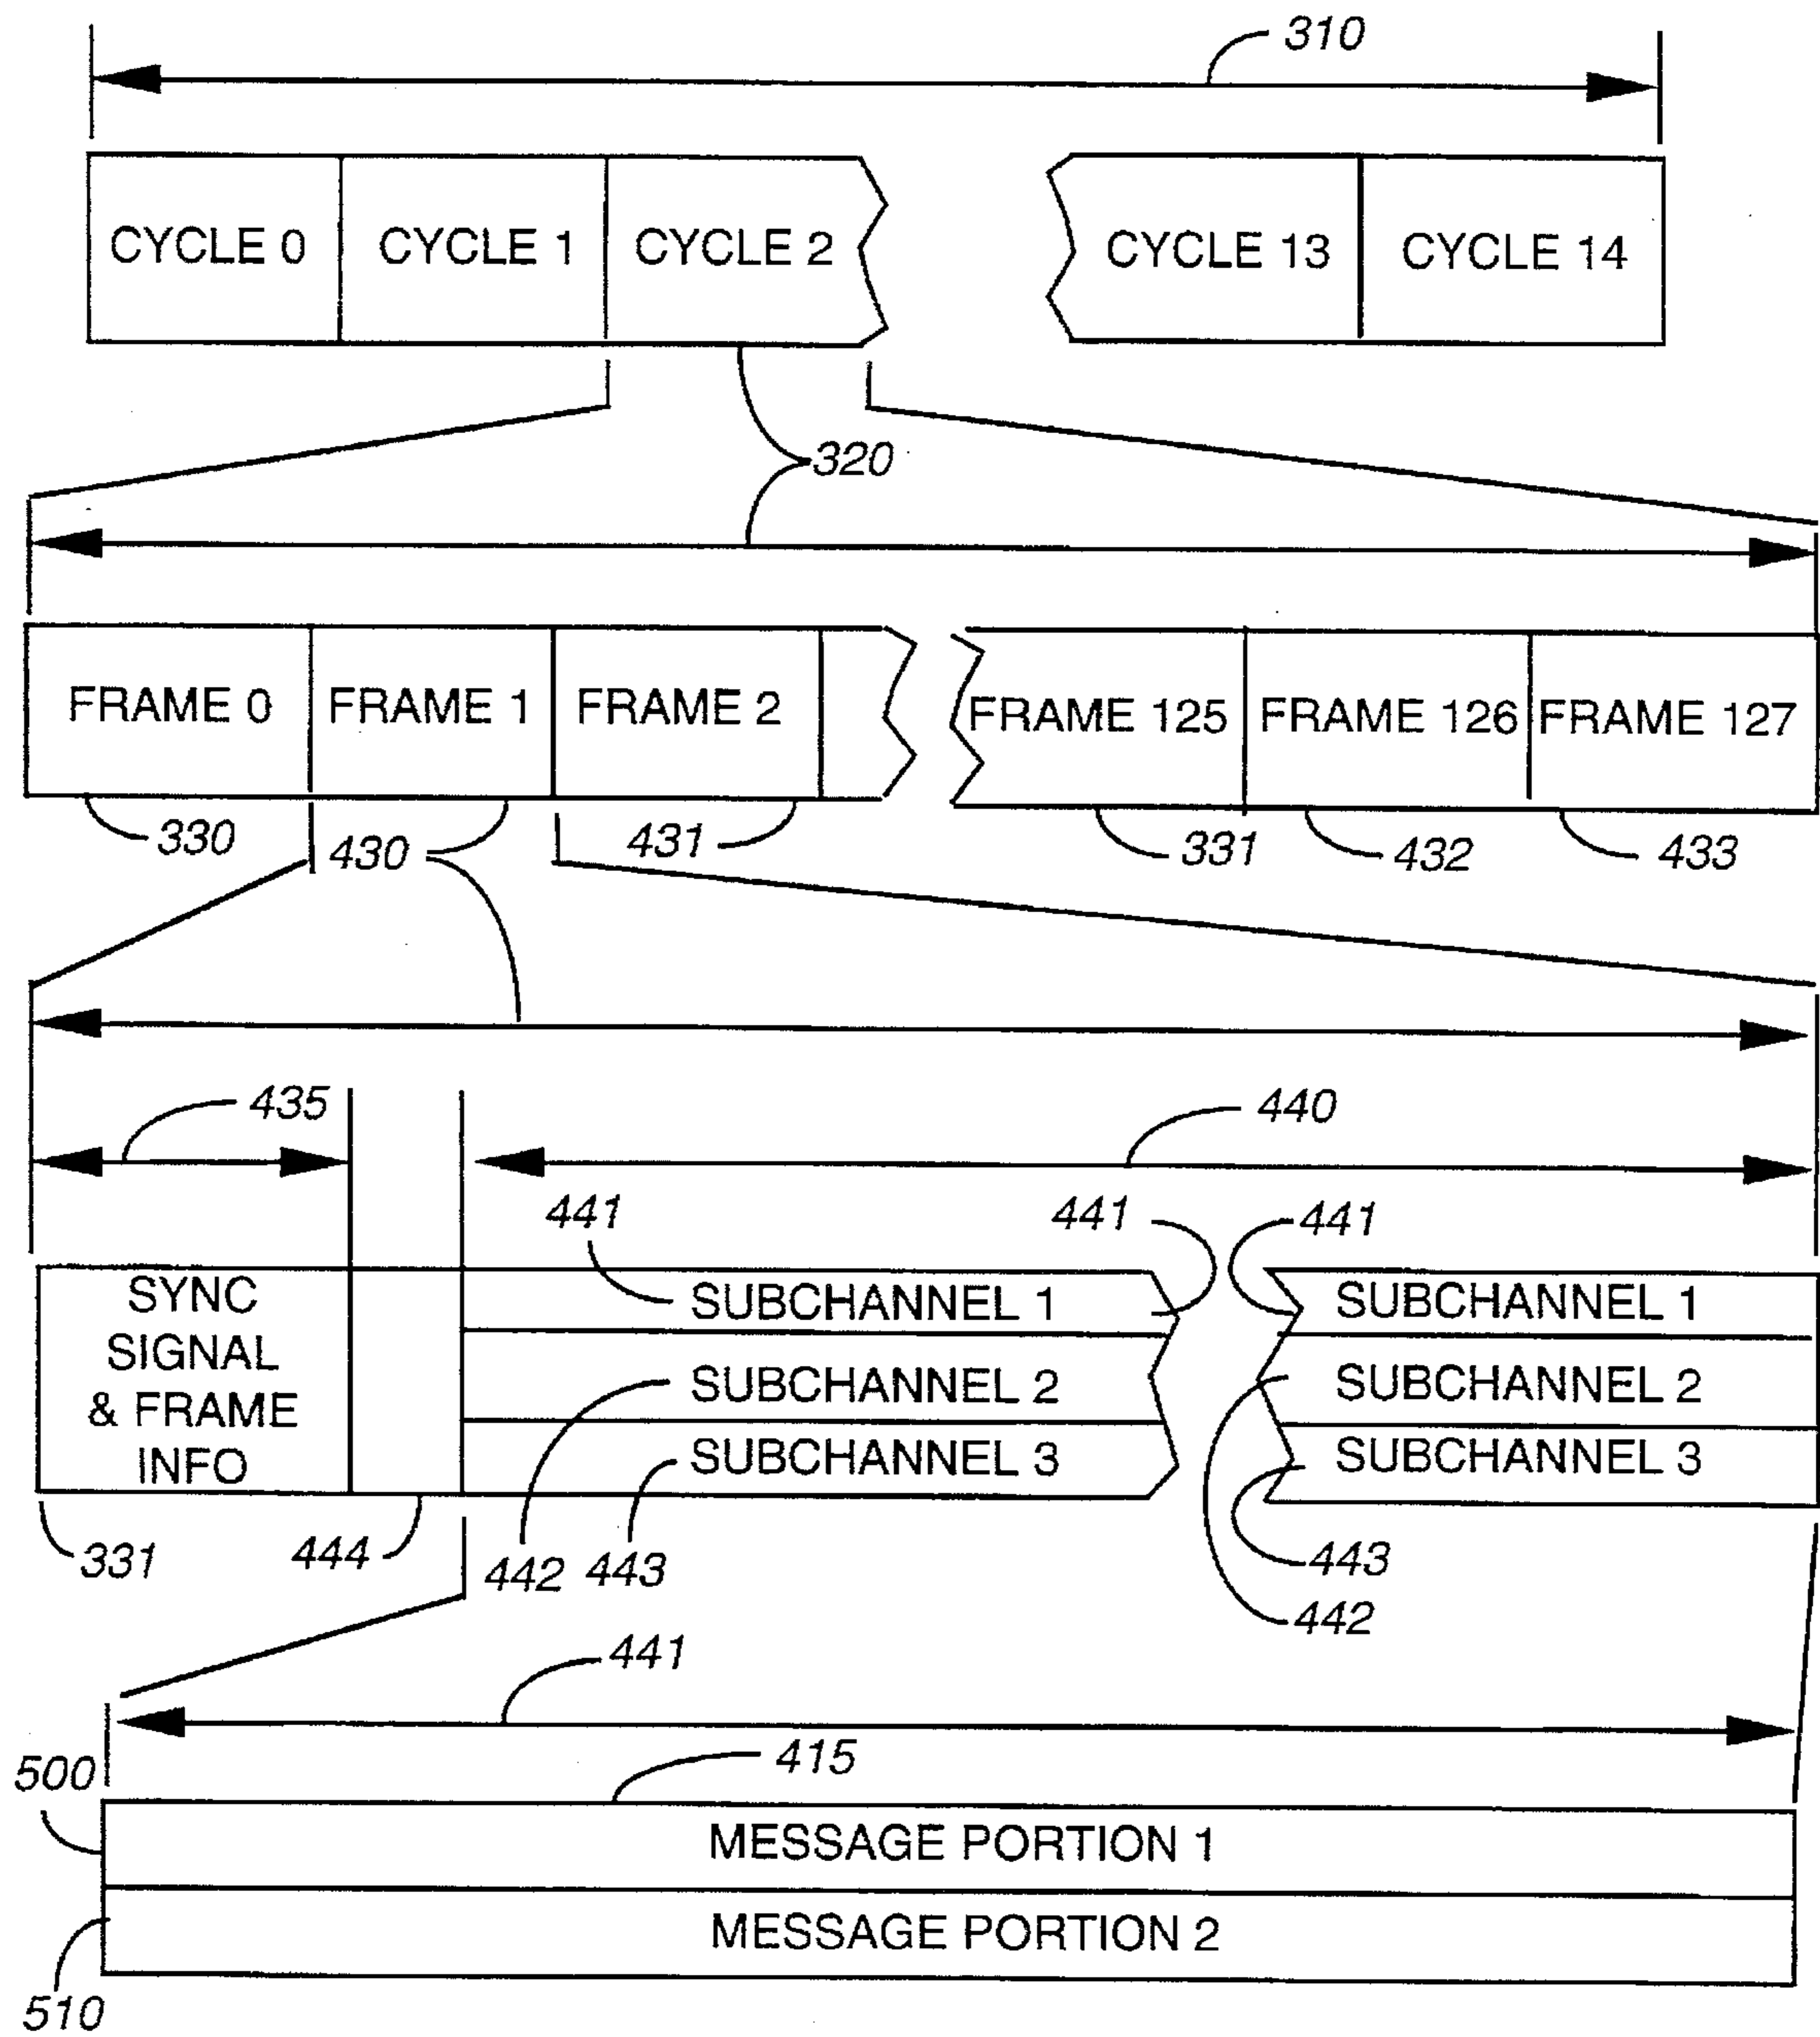 310
CYCLE 0 CYCLE 1 CYCLE 2 CYCLE 13 CYCLE 14
320
FRAME 0 FRAME 1 FRAME 2 FRAME 125 FRAME 126 FRAME 127
330 430 431 331 432 433
435 440
441 441 441
SYNC
SIGNAL
& FRAME
INFO
SUBCHANNEL 1 SUBCHANNEL 1
SUBCHANNEL 2 SUBCHANNEL 2
SUBCHANNEL 3 SUBCHANNEL 3
331 444 442 443 443
442
441
415
500
MESSAGE PORTION 1
MESSAGE PORTION 2
510